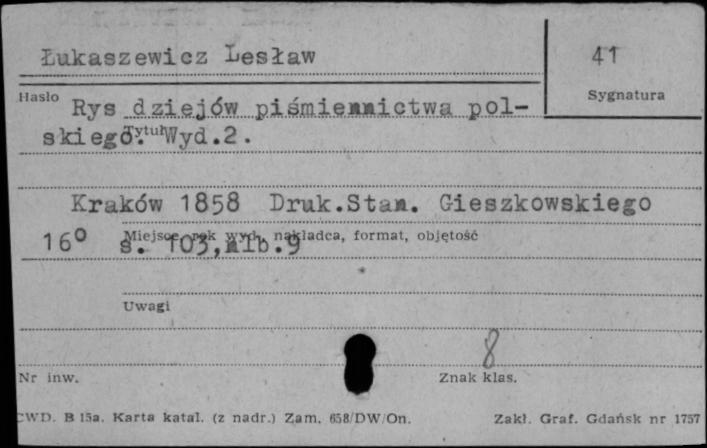 Łukaszewicz Lesław
41
Hasło
Sygnatura
Rys dziejów piśmiennictwa pol-
skiego. Wyd.2.
Tytuł
Kraków 1858 Druk.Stan. Gieszkowskiego
Miejsce, rok wyd., nakładca, format, objętość
16° s. 103, nlb.9
Uwagi
8
Nr inw.
Znak klas.
CWD. B 15a. Karta katal. (z nadr.) Zam. 658/DW/On.
Zakł. Graf. Gdańsk nr 1757